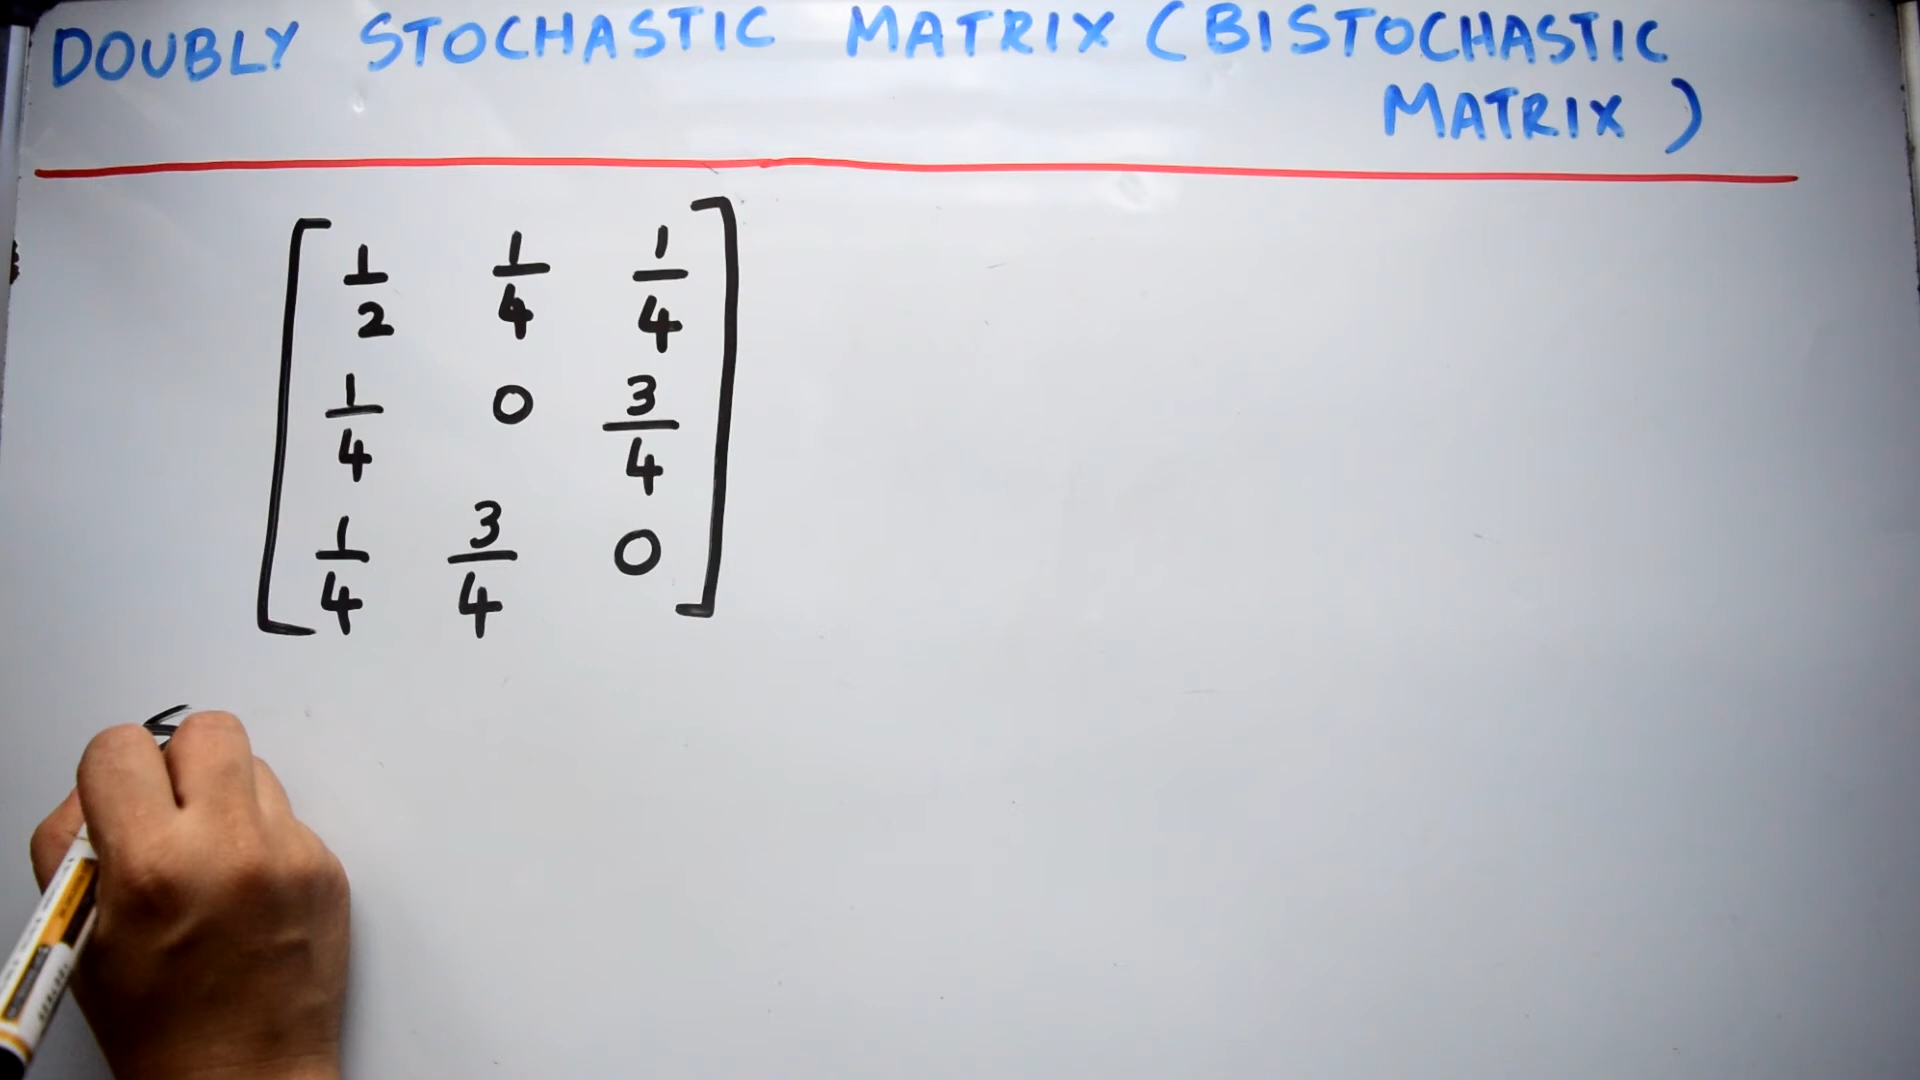 DOUBLY STOCHASTIC MATRIX (BISTOCHASTIC
MATRIX)
1/2 1/4 1/4
1/4 0 3/4
1/4 3/4 0